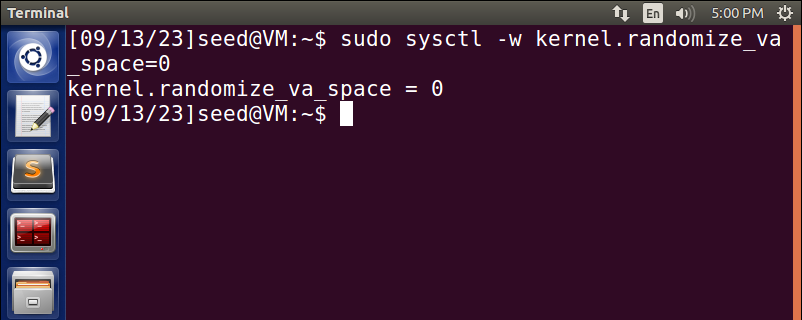 Terminal
En
5:00 PM
[09/13/23]seed@VM:~$ sudo sysctl -w kernel.randomize_va
_space=0
kernel.randomize_va_space = 0
[09/13/23]seed@VM:~$